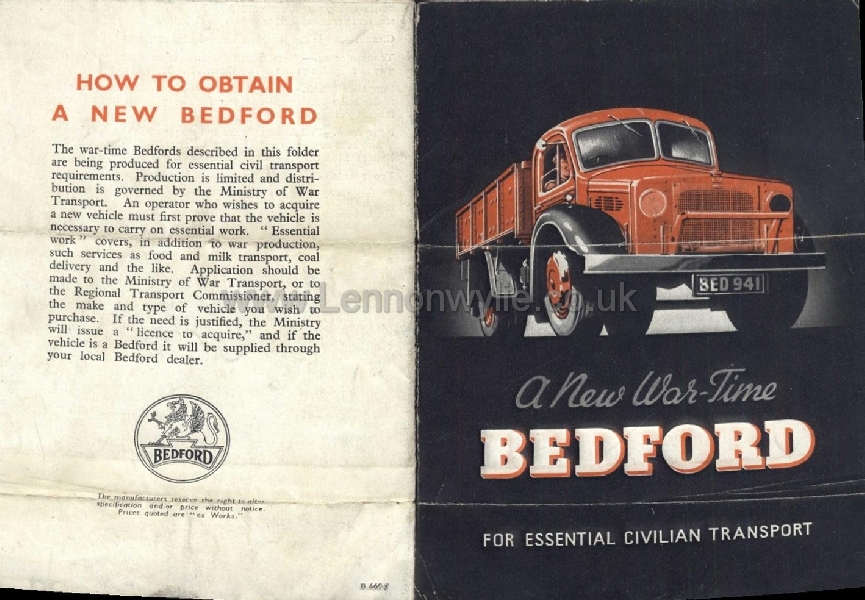 HOW TO OBTAIN
A NEW BEDFORD
The war-time Bedfords described in this folder
are being produced for essential civil transport
requirements. Production is limited and distri-
bution is governed by the Ministry of War
Transport. An operator who wishes to acquire
a new vehicle must first prove that the vehicle is
necessary to carry on essential work. "Essential
work" covers, in addition to war production,
such services as food and milk transport, coal
delivery and the like. Application should be
made to the Ministry of War Transport, or to
the Regional Transport Commissioner, stating
the make and type of vehicle you wish to
purchase. If the need is justified, the Ministry
will issue a "licence to acquire," and if the
vehicle is a Bedford it will be supplied through
your local Bedford dealer.
BEDFORD
The manufacturers reserve the right to alter
specification and/or price without notice.
Prices quoted are "ex Works."
BED 941
A New War-Time
BEDFORD
FOR ESSENTIAL CIVILIAN TRANSPORT
www.Lennonwylie.co.uk